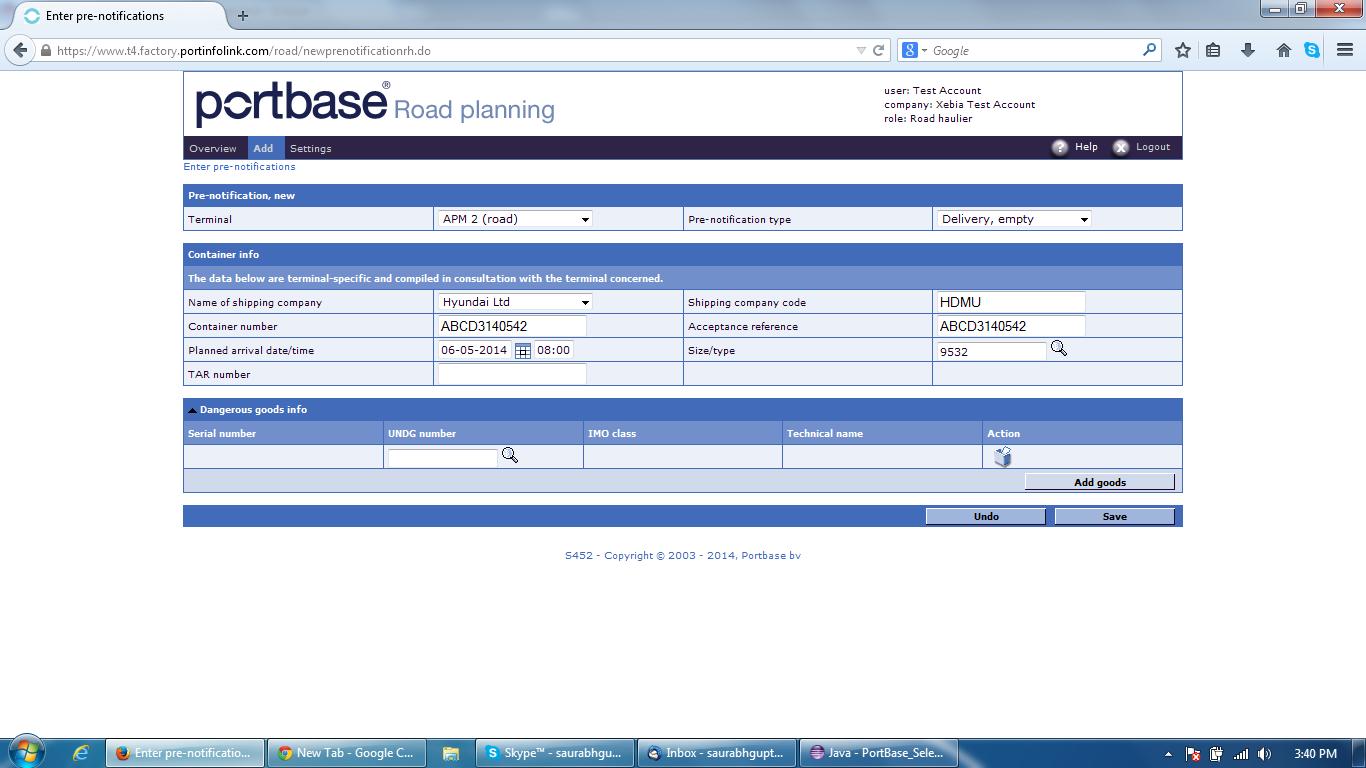 Enter pre-notifications
https://www.t4.factory.portinfolink.com/road/newprenotificationrh.do
Google
portbase® Road planning
user: Test Account
company: Xebia Test Account
role: Road haulier
Overview Add Settings Help Logout
Enter pre-notifications
Pre-notification, new
Terminal APM 2 (road) Pre-notification type Delivery, empty
Container info
The data below are terminal-specific and compiled in consultation with the terminal concerned.
Name of shipping company Hyundai Ltd Shipping company code HDMU
Container number ABCD3140542 Acceptance reference ABCD3140542
Planned arrival date/time 06-05-2014 08:00 Size/type 9532
TAR number
Dangerous goods info
Serial number UNDG number IMO class Technical name Action
Add goods
Undo Save
S452 - Copyright © 2003 - 2014, Portbase bv
Enter pre-notificatio... New Tab - Google C... Skype™ - saurabhgu... Inbox - saurabhgupt... Java - PortBase_Sele... 3:40 PM